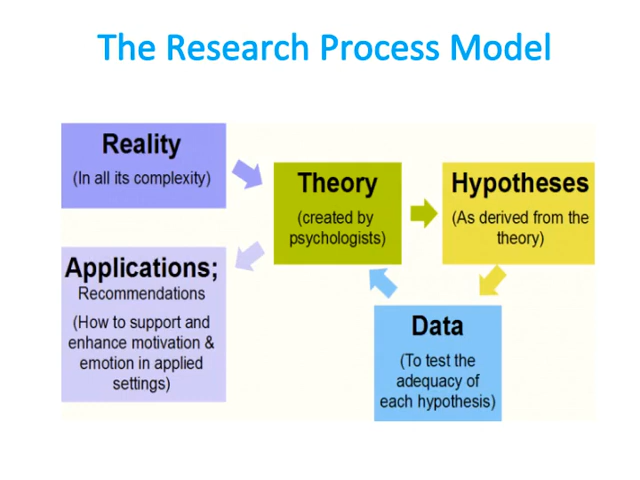 The Research Process Model
Reality
(In all its complexity)
Theory
(created by
psychologists)
Hypotheses
(As derived from the
theory)
Applications;
Recommendations
(How to support and
enhance motivation &
emotion in applied
settings)
Data
(To test the
adequacy of
each hypothesis)